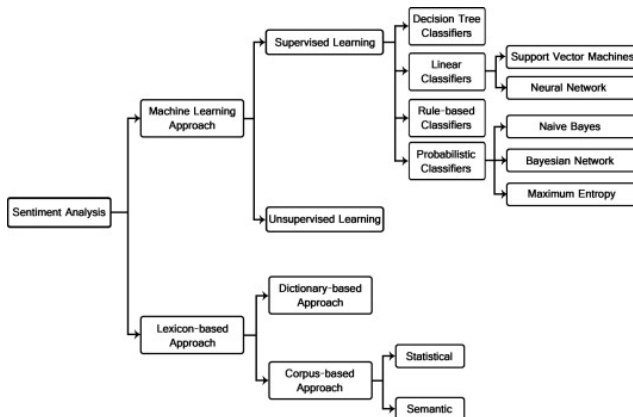 Decision Tree
Classifiers
Supervised Learning
Linear
Classifiers
Support Vector Machines
Neural Network
Machine Learning
Approach
Rule-based
Classifiers
Naive Bayes
Probabilistic
Classifiers
Bayesian Network
Maximum Entropy
Sentiment Analysis
Unsupervised Learning
Dictionary-based
Approach
Lexicon-based
Approach
Corpus-based
Approach
Statistical
Semantic